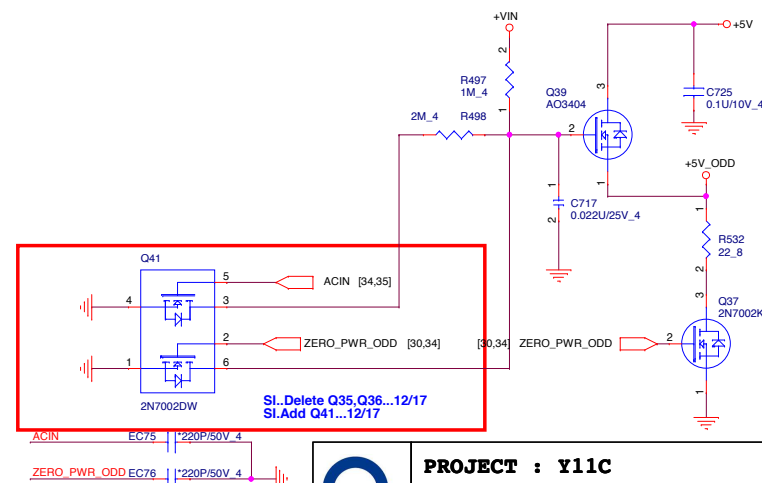 +VIN
+5V
2
R497
1M_4
1
Q39
AO3404
3
C725
0.1U/10V_4
2M_4
R498
2
1
+5V_ODD
1
C717
2
0.022U/25V_4
1
R532
22_8
2
Q41
5
ACIN
[34,35]
4
3
3
Q37
2N7002K
2
ZERO_PWR_ODD
[30,34]
[30,34]
ZERO_PWR_ODD
2
1
6
1
2N7002DW
SI..Delete Q35,Q36...12/17
SI.Add Q41...12/17
ACIN
EC75
*220P/50V_4
ZERO_PWR_ODD
EC76
*220P/50V_4
PROJECT : Y11C